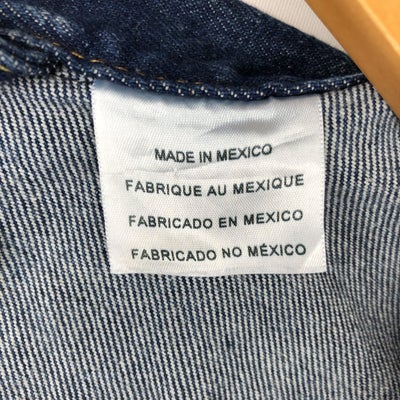 MADE IN MEXICO
FABRIQUE AU MEXIQUE
FABRICADO EN MEXICO
FABRICADO NO MÉXICO